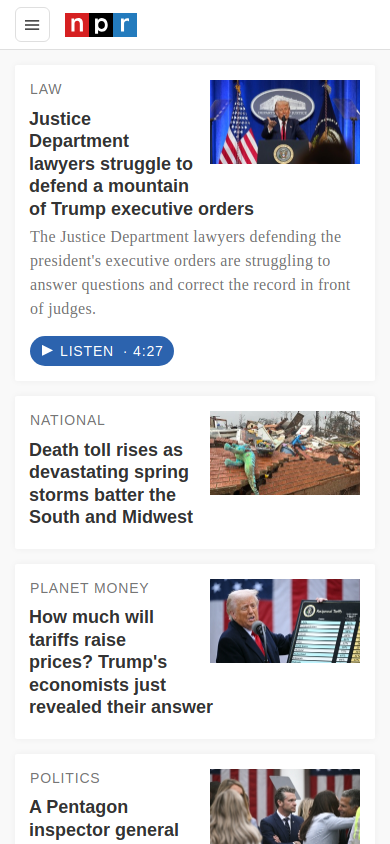 npr
LAW
Justice
Department
lawyers struggle to
defend a mountain
of Trump executive orders
The Justice Department lawyers defending the
president's executive orders are struggling to
answer questions and correct the record in front
of judges.
LISTEN · 4:27
NATIONAL
Death toll rises as
devastating spring
storms batter the
South and Midwest
PLANET MONEY
How much will
tariffs raise
prices? Trump's
economists just
revealed their answer
Reciprocal Tariffs
POLITICS
A Pentagon
inspector general